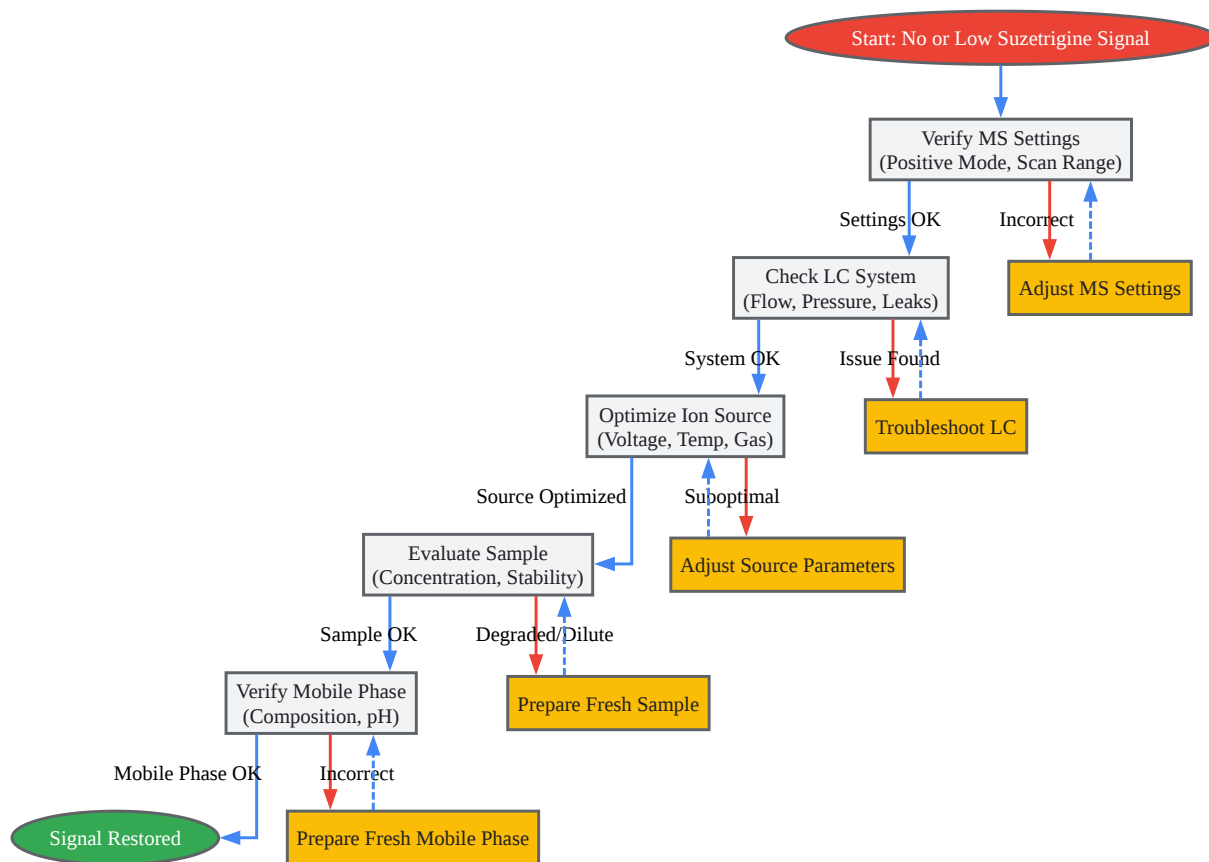 Start: No or Low Suzetrigine Signal
Verify MS Settings
(Positive Mode, Scan Range)
Settings OK
Incorrect
Check LC System
(Flow, Pressure, Leaks)
Adjust MS Settings
System OK
Issue Found
Optimize Ion Source
(Voltage, Temp, Gas)
Troubleshoot LC
Source Optimized
Suboptimal
Evaluate Sample
(Concentration, Stability)
Adjust Source Parameters
Sample OK
Degraded/Dilute
Verify Mobile Phase
(Composition, pH)
Prepare Fresh Sample
Mobile Phase OK
Incorrect
Signal Restored
Prepare Fresh Mobile Phase